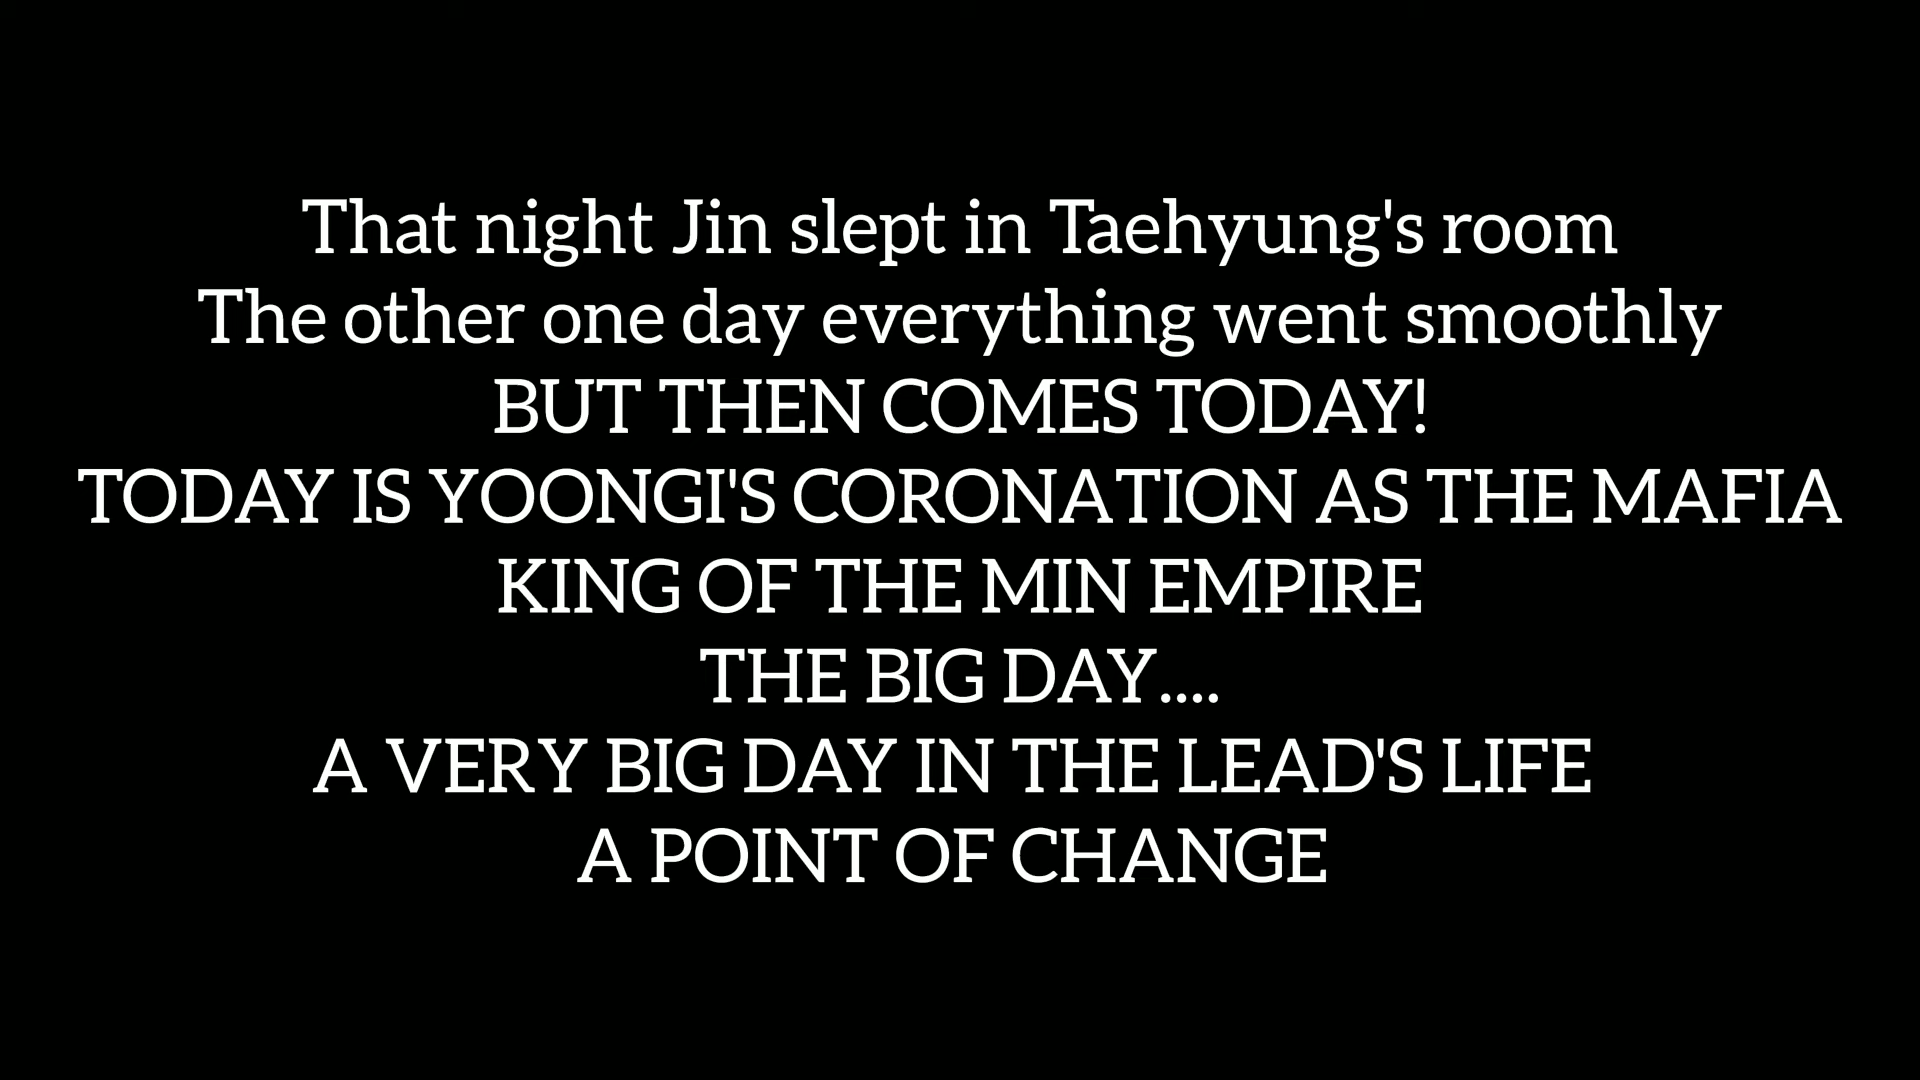 That night Jin slept in Taehyung's room
The other one day everything went smoothly
BUT THEN COMES TODAY!
TODAY IS YOONGI'S CORONATION AS THE MAFIA
KING OF THE MIN EMPIRE
THE BIG DAY....
A VERY BIG DAY IN THE LEAD'S LIFE
A POINT OF CHANGE